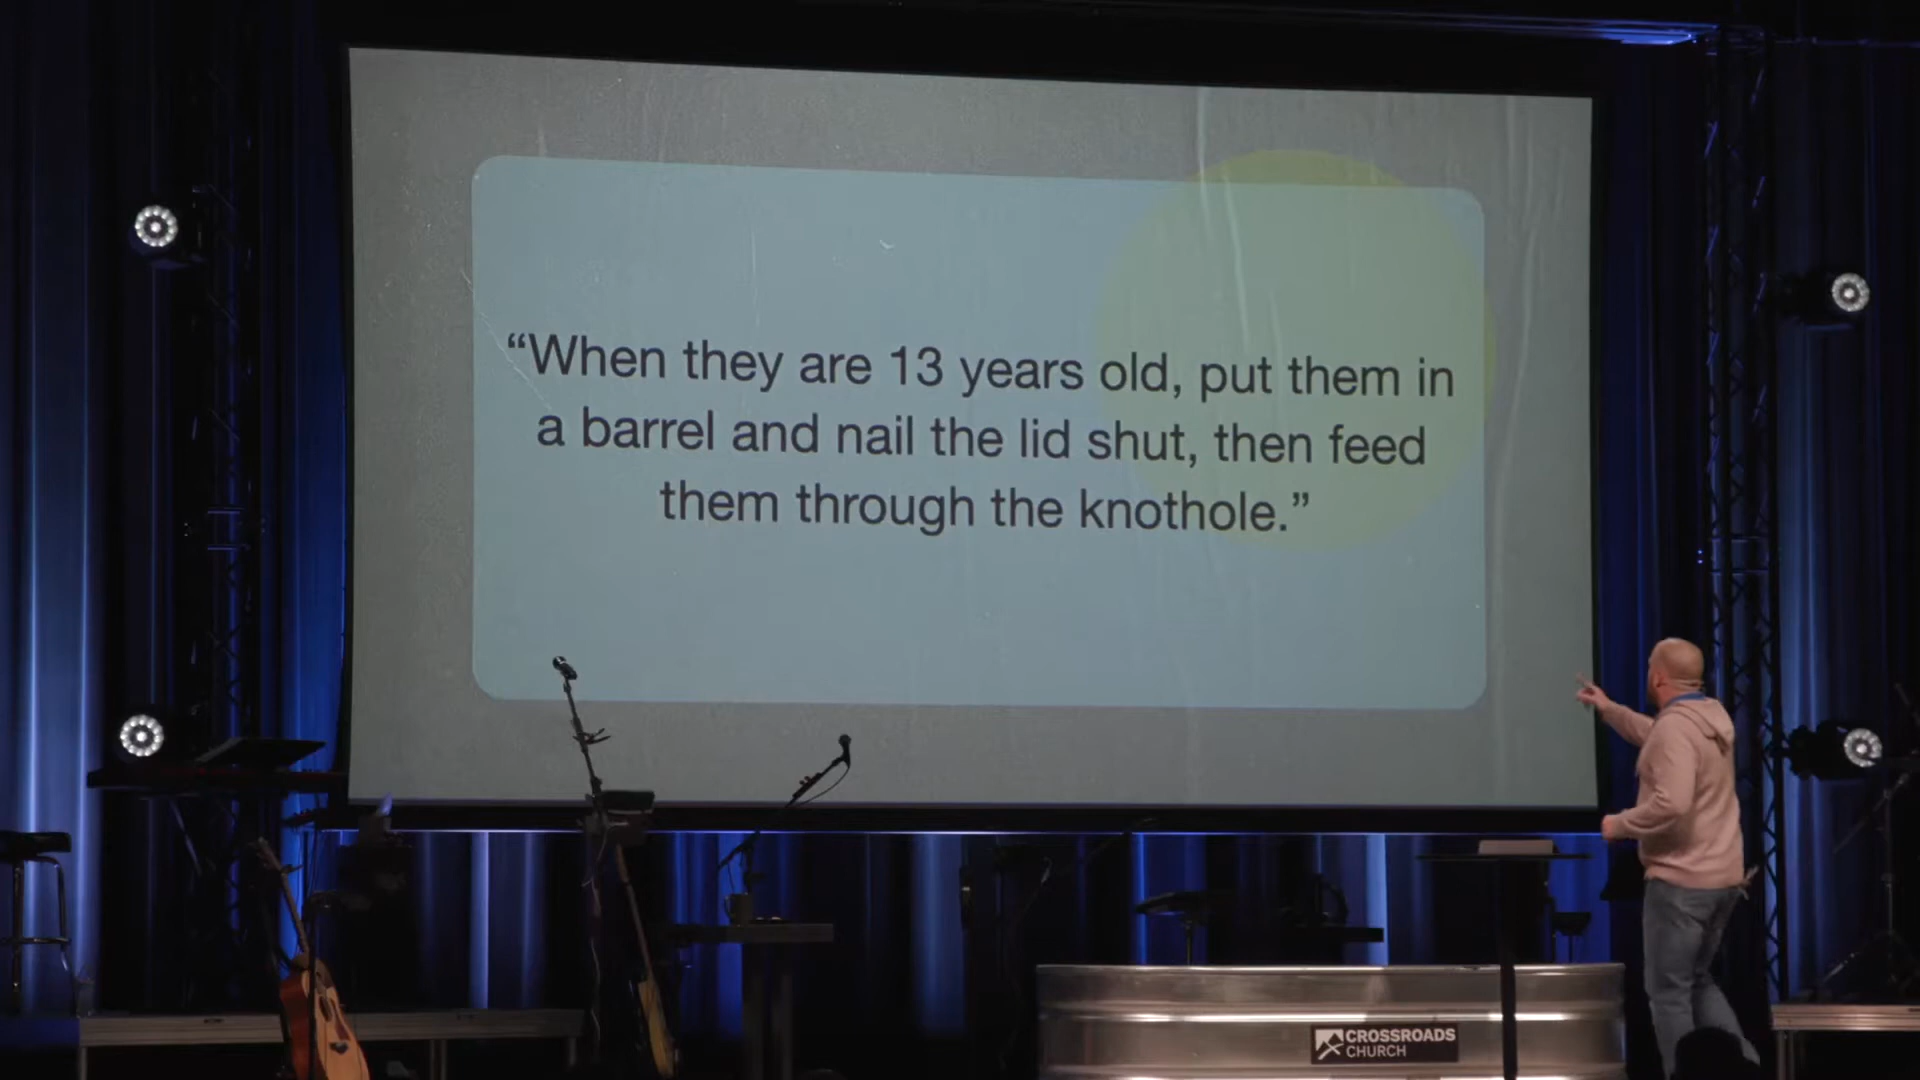 “When they are 13 years old, put them in
a barrel and nail the lid shut, then feed
them through the knothole.”
CROSSROADS
CHURCH